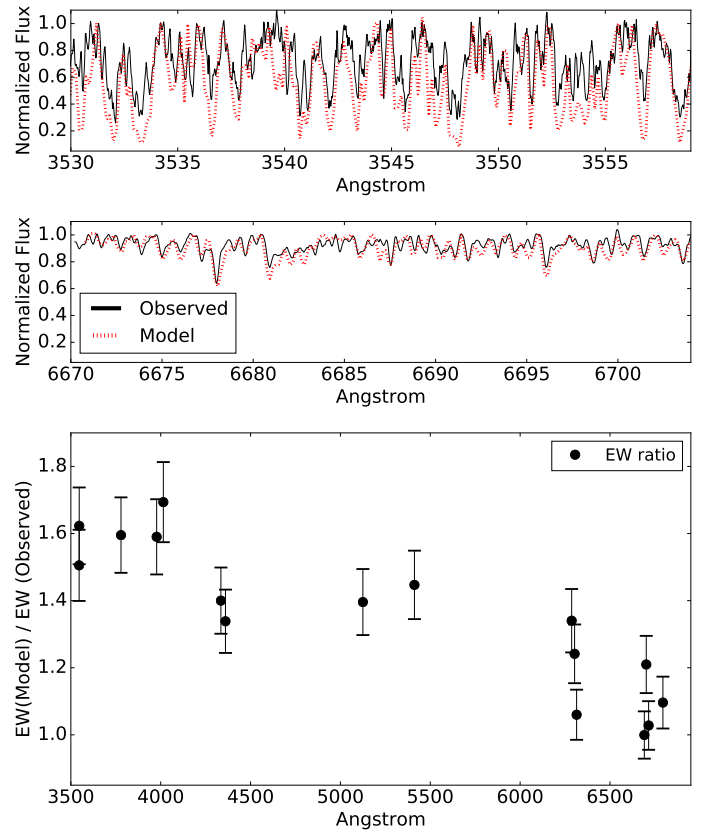 Normalized Flux
1.0
0.8
0.6
0.4
0.2
3530 3535 3540 3545 3550 3555
Angstrom
Normalized Flux
1.0
0.8
0.6
0.4
0.2
Observed
Model
6670 6675 6680 6685 6690 6695 6700
Angstrom
EW(Model) / EW (Observed)
1.8
1.6
1.4
1.2
1.0
EW ratio
3500 4000 4500 5000 5500 6000 6500
Angstrom